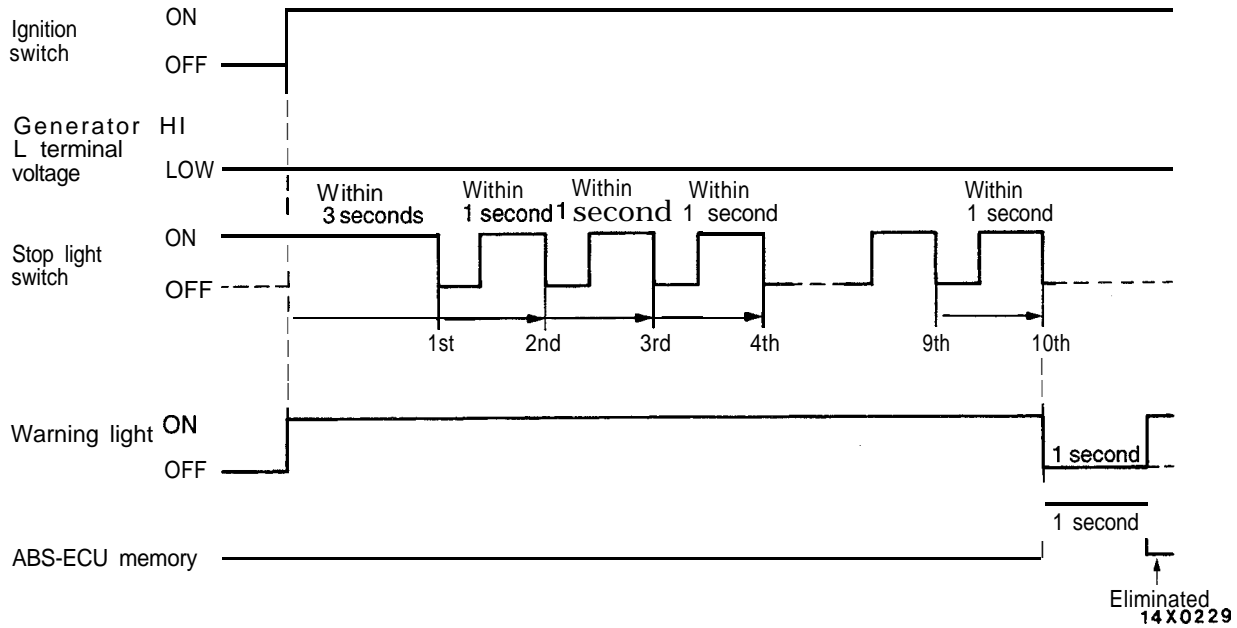 Ignition
switch
ON
OFF
Generator HI
L terminal
voltage
LOW
Within
3 seconds
Within
1 second
Within
1 second
Within
1 second
Within
1 second
Stop light
switch
ON
OFF
1st
2nd
3rd
4th
9th
10th
Warning light
ON
OFF
1 second
1 second
ABS-ECU memory
Eliminated
14X0229